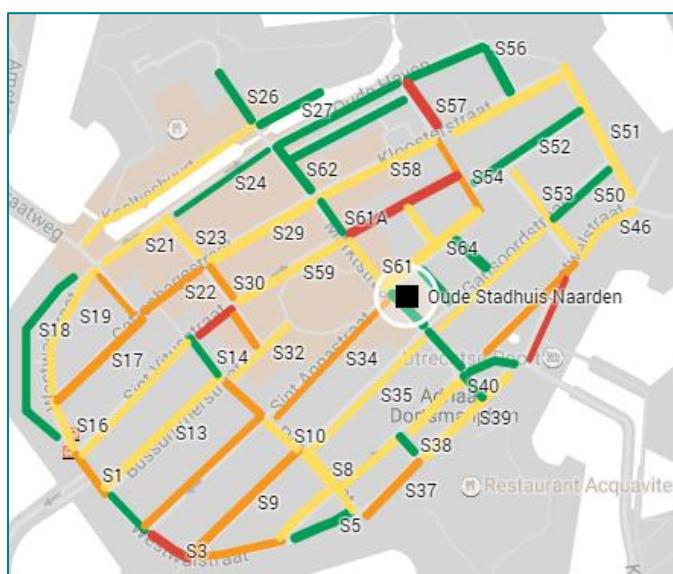 S56
S26
S27
Oude Haven
S57
Kloosterstraat
S51
S52
S62
S58
S24
S54
S53
S50
S61A
S46
S21
S23
S29
S64
S59
S61
S30
S22
Oude Stadhuis Naarden
S19
S18
S14
S32
S34
Utrechtse Poort
S17
S40
S35
S39
S16
S13
S10
S38
S1
S8
S37
Restaurant Acquavite
S9
S5
S3
Westwalstraat